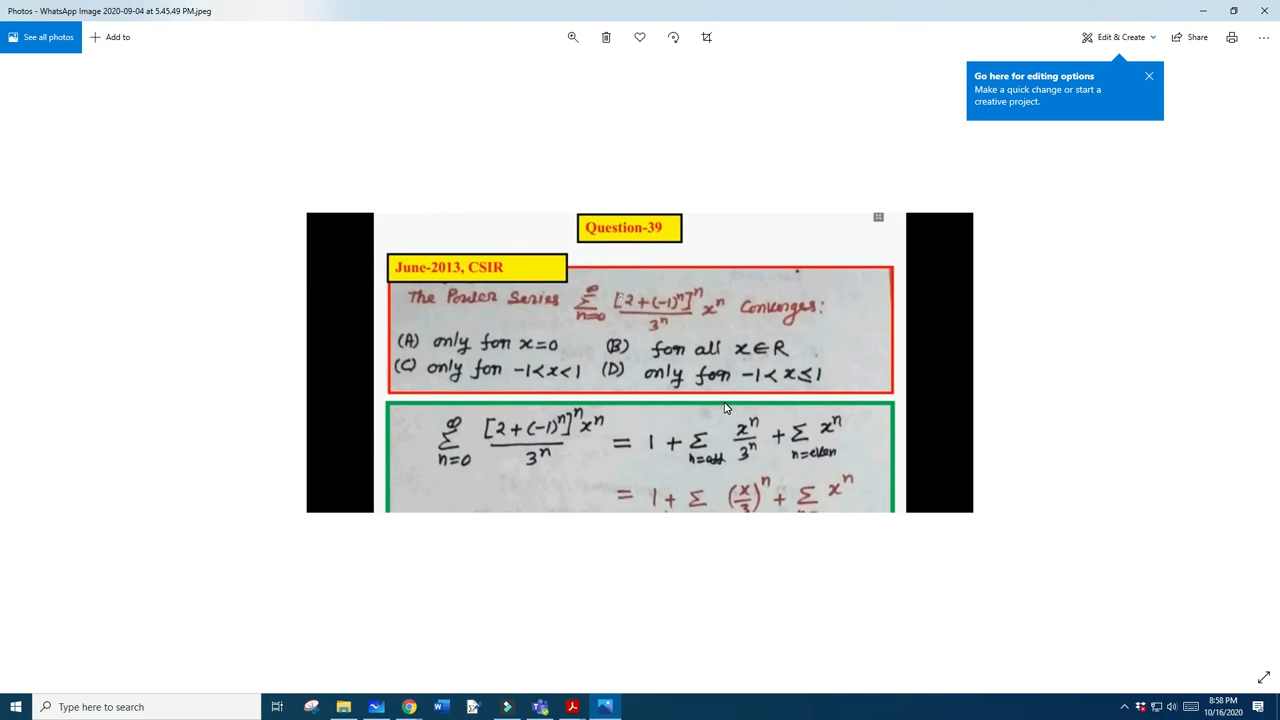 Photos - WhatsApp Image 2020-09-04 at 5.45.49 PM.jpeg
See all photos
Add to
Edit & Create
Share
Go here for editing options
Make a quick change or start a
creative project.
Question-39
June-2013, CSIR
The Power Series ∑_{n=0}^{∞} [2+(-1)^n]^n/3^n x^n Converges:
(A) only for x=0 (B) for all x∈R
(C) only for -1<x<1 (D) only for -1<x≤1
∑_{n=0}^{∞} [2+(-1)^n]^n x^n/3^n = 1 + ∑_{n=odd} x^n/3^n + ∑_{n=even} x^n
= 1 + ∑ (x/3)^n + ∑ x^n
Type here to search
8:58 PM
10/16/2020